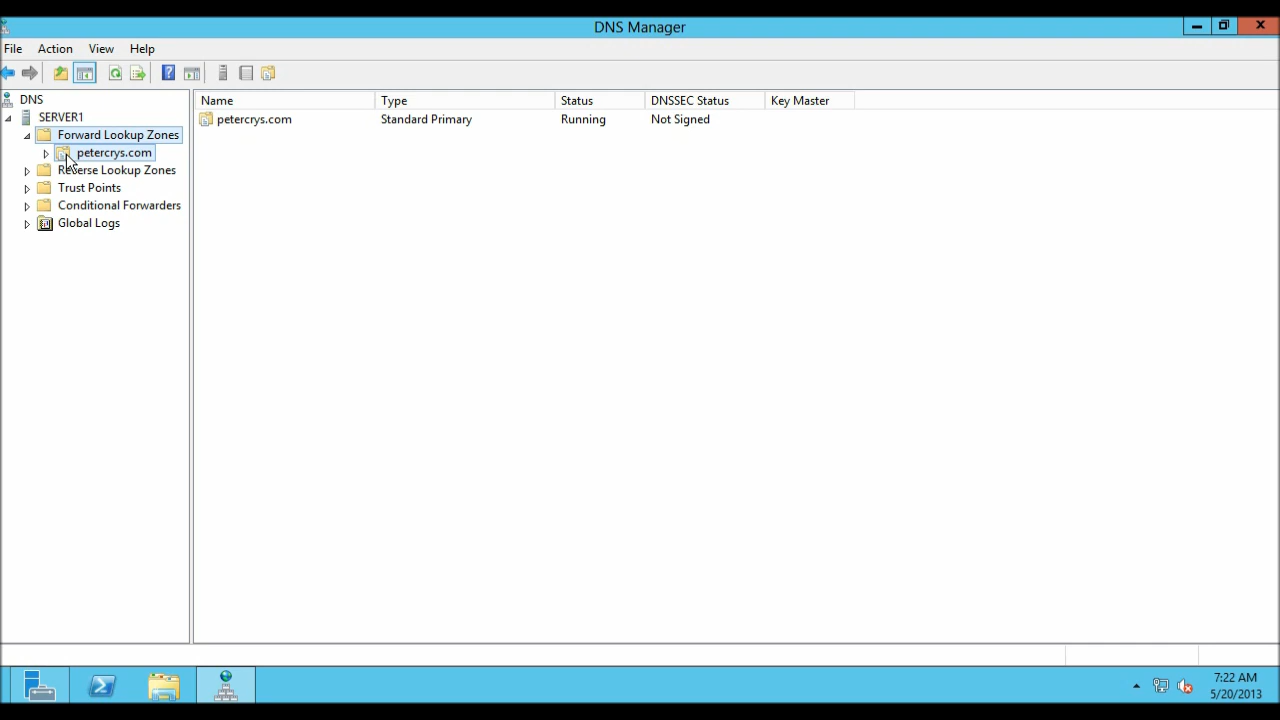 DNS Manager
File Action View Help
DNS
SERVER1
Forward Lookup Zones
petercrys.com
Reverse Lookup Zones
Trust Points
Conditional Forwarders
Global Logs
Name Type Status DNSSEC Status Key Master
petercrys.com Standard Primary Running Not Signed
7:22 AM
5/20/2013